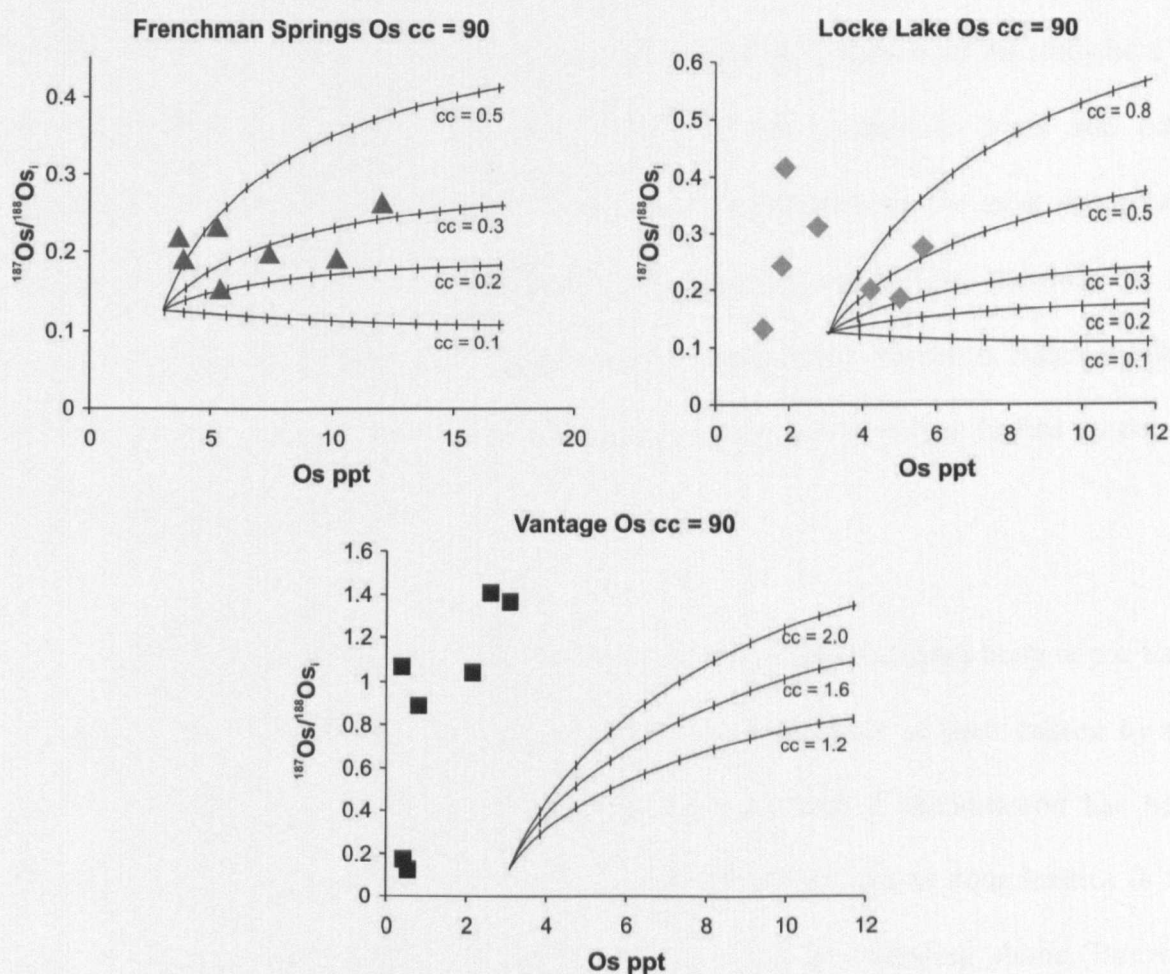 Frenchman Springs Os cc = 90
¹⁸⁷Os/¹⁸⁸Osᵢ
0.4
0.3
0.2
0.1
0
cc = 0.5
cc = 0.3
cc = 0.2
cc = 0.1
0 5 10 15 20
Os ppt
Locke Lake Os cc = 90
¹⁸⁷Os/¹⁸⁸Osᵢ
0.6
0.5
0.4
0.3
0.2
0.1
0
cc = 0.8
cc = 0.5
cc = 0.3
cc = 0.2
cc = 0.1
0 2 4 6 8 10 12
Os ppt
Vantage Os cc = 90
¹⁸⁷Os/¹⁸⁸Osᵢ
1.6
1.4
1.2
1
0.8
0.6
0.4
0.2
0
cc = 2.0
cc = 1.6
cc = 1.2
0 2 4 6 8 10 12
Os ppt